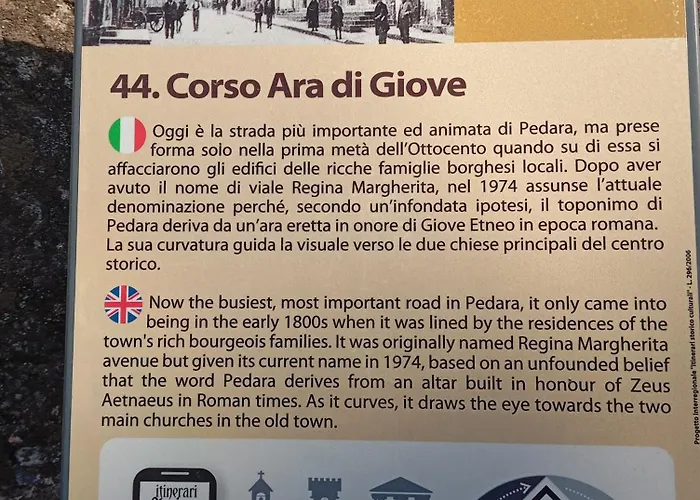 44. Corso Ara di Giove
Oggi è la strada più importante ed animata di Pedara, ma prese
forma solo nella prima metà dell'Ottocento quando su di essa si
affacciarono gli edifici delle ricche famiglie borghesi locali. Dopo aver
avuto il nome di viale Regina Margherita, nel 1974 assunse l'attuale
denominazione perché, secondo un'infondata ipotesi, il toponimo di
Pedara deriva da un'ara eretta in onore di Giove Etneo in epoca romana.
La sua curvatura guida la visuale verso le due chiese principali del centro
storico.
Now the busiest, most important road in Pedara, it only came into
being in the early 1800s when it was lined by the residences of the
town's rich bourgeois families. It was originally named Regina Margherita
avenue but given its current name in 1974, based on an unfounded belief
that the word Pedara derives from an altar built in honour of Zeus
Aetnaeus in Roman times. As it curves, it draws the eye towards the two
main churches in the old town.
itinerari
Progetto Interregionale "Itinerari storico culturali" - L. 296/2006